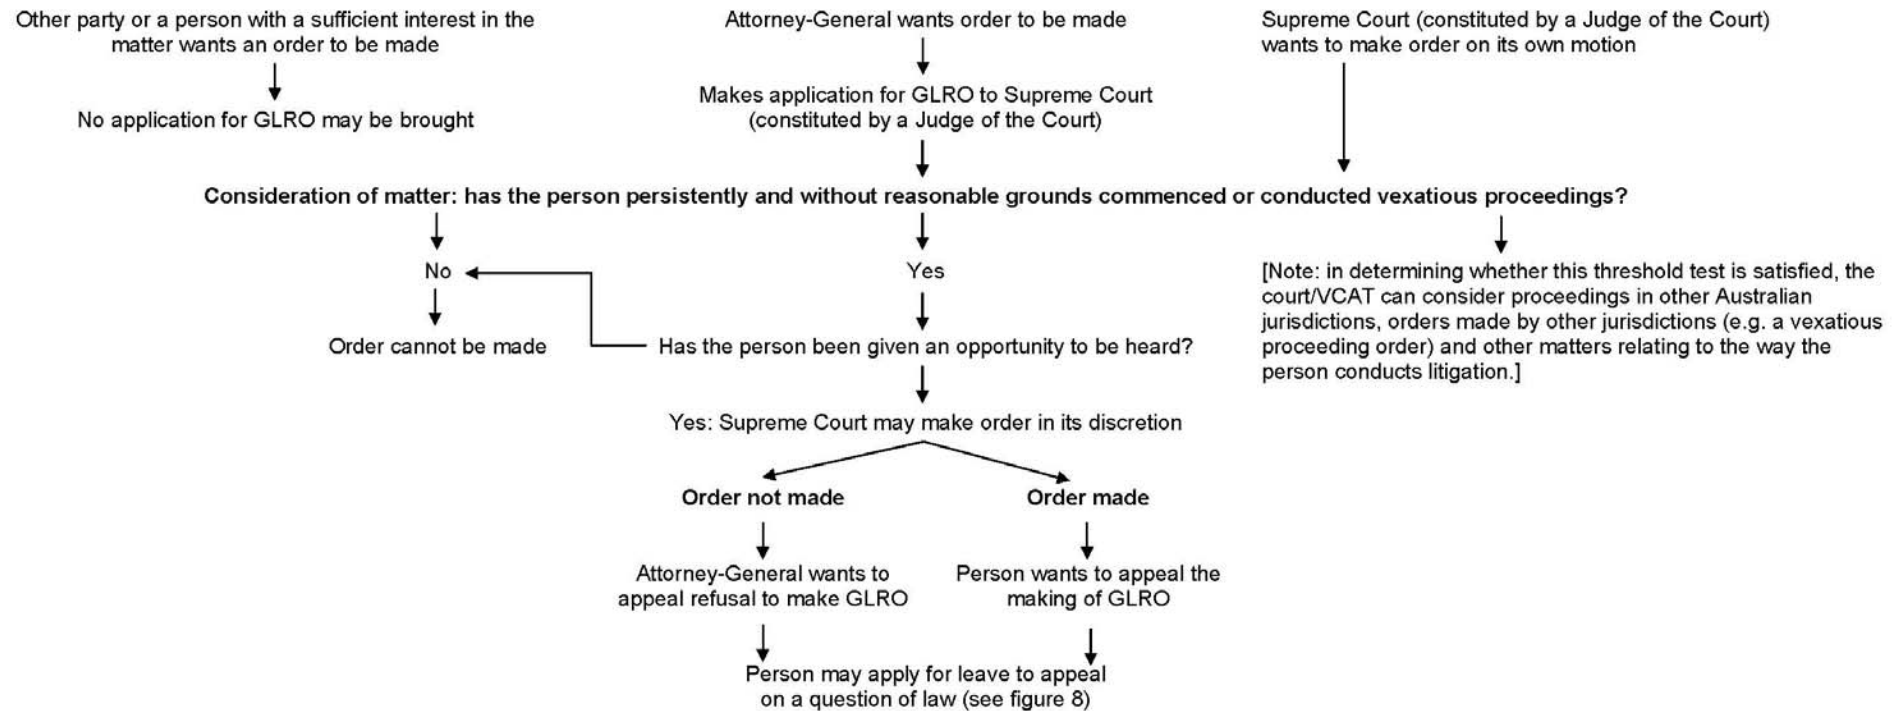 Other party or a person with a sufficient interest in the
matter wants an order to be made
No application for GLRO may be brought
Attorney-General wants order to be made
Makes application for GLRO to Supreme Court
(constituted by a Judge of the Court)
Supreme Court (constituted by a Judge of the Court)
wants to make order on its own motion
Consideration of matter: has the person persistently and without reasonable grounds commenced or conducted vexatious proceedings?
No
Order cannot be made
Yes
Has the person been given an opportunity to be heard?
[Note: in determining whether this threshold test is satisfied, the
court/VCAT can consider proceedings in other Australian
jurisdictions, orders made by other jurisdictions (e.g. a vexatious
proceeding order) and other matters relating to the way the
person conducts litigation.]
Yes: Supreme Court may make order in its discretion
Order not made
Order made
Attorney-General wants to
appeal refusal to make GLRO
Person wants to appeal the
making of GLRO
Person may apply for leave to appeal
on a question of law (see figure 8)